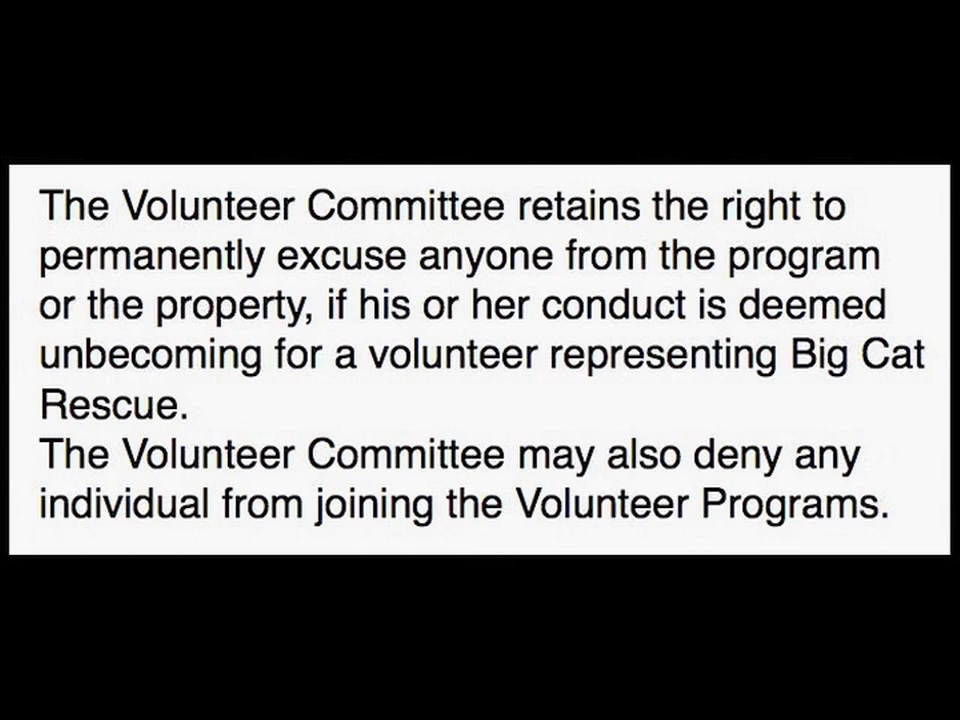 The Volunteer Committee retains the right to
permanently excuse anyone from the program
or the property, if his or her conduct is deemed
unbecoming for a volunteer representing Big Cat
Rescue.
The Volunteer Committee may also deny any
individual from joining the Volunteer Programs.